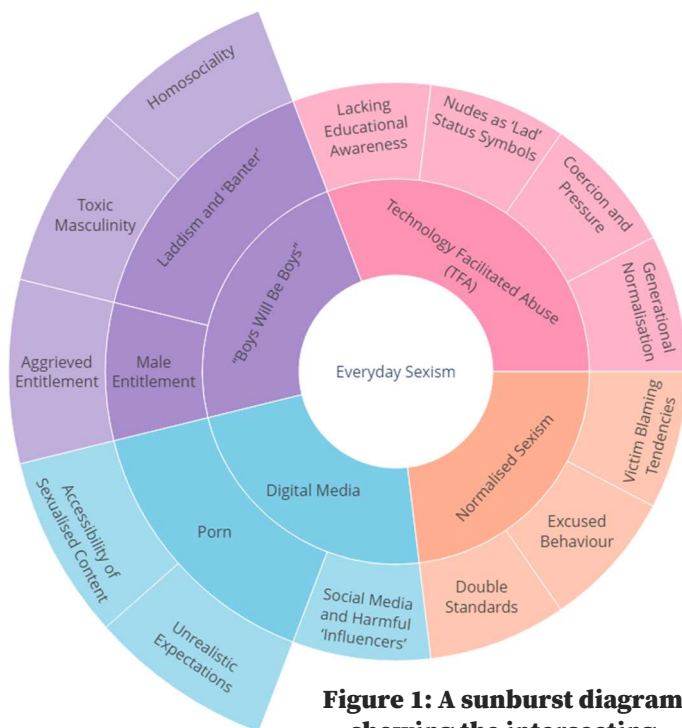 Homosociality
Toxic
Masculinity
Aggrieved
Entitlement
Laddism and 'Banter'
Male
Entitlement
"Boys Will Be Boys"
Lacking
Educational
Awareness
Nudes as 'Lad'
Status Symbols
Coercion and
Pressure
Generational
Normalisation
Technology Facilitated Abuse
(TFA)
Everyday Sexism
Normalised Sexism
Victim Blaming
Tendencies
Excused
Behaviour
Double
Standards
Digital Media
Porn
Social Media
and Harmful
'Influencers'
Accessibility of
Sexualised Content
Unrealistic
Expectations
Figure 1: A sunburst diagram
showing the intersecting